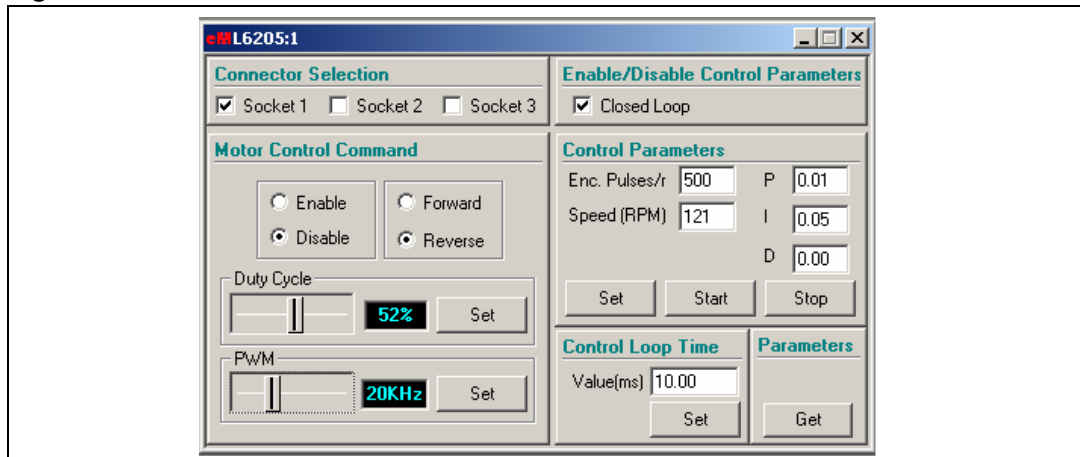 eML6205:1
Connector Selection
Socket 1 Socket 2 Socket 3
Enable/Disable Control Parameters
Closed Loop
Motor Control Command
Enable
Disable
Forward
Reverse
Duty Cycle
52% Set
PWM
20KHz Set
Control Parameters
Enc. Pulses/r 500 P 0.01
Speed (RPM) 121 I 0.05
D 0.00
Set Start Stop
Control Loop Time
Value(ms) 10.00
Set
Parameters
Get